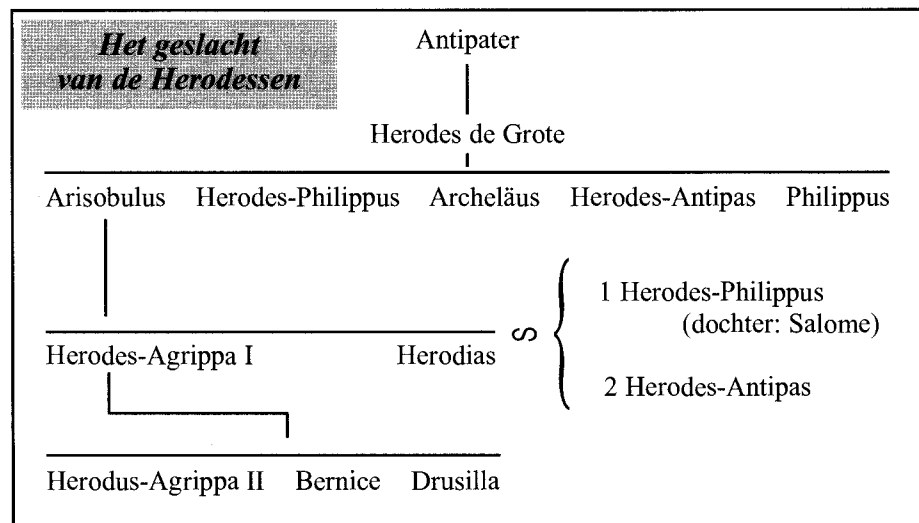 Het geslacht
van de Herodessen
Antipater
Herodes de Grote
Arisobulus Herodes-Philippus Archeläus Herodes-Antipas Philippus
Herodes-Agrippa I Herodias
1 Herodes-Philippus
(dochter: Salome)
2 Herodes-Antipas
Herodus-Agrippa II Bernice Drusilla